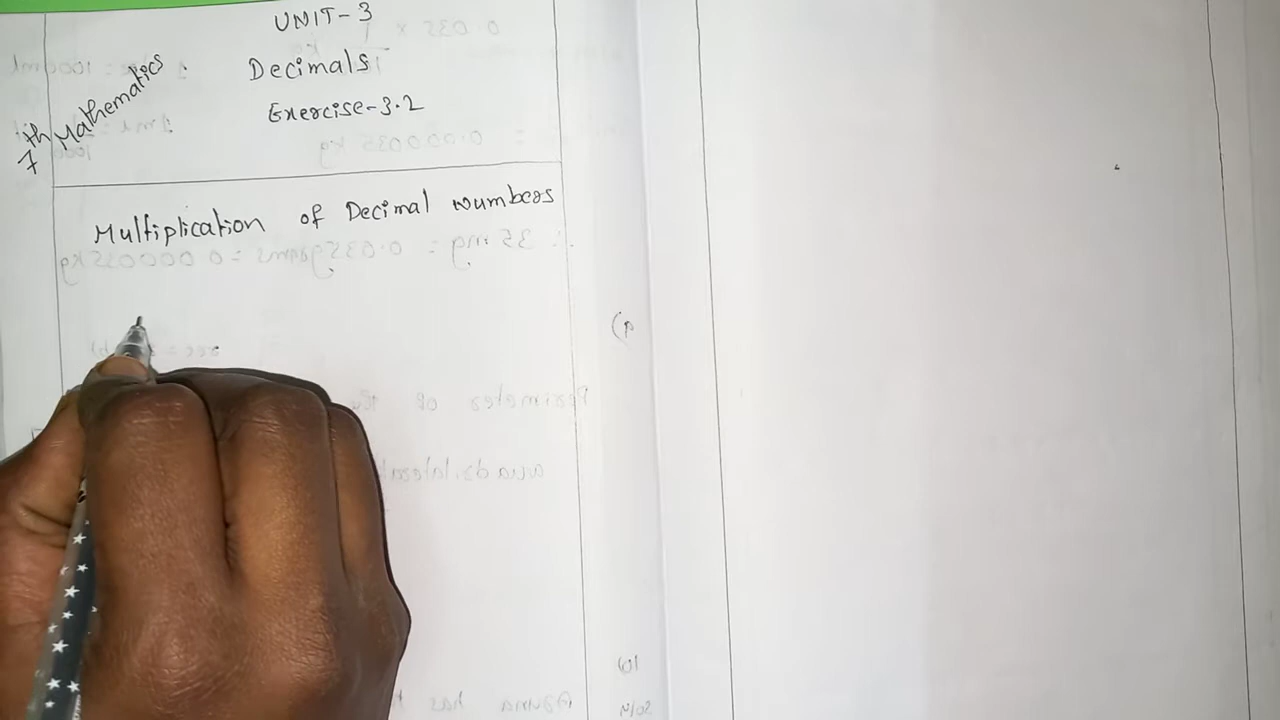 UNIT-3
7th Mathematics : Decimals
Exercise-3.2
Multiplication of Decimal numbers